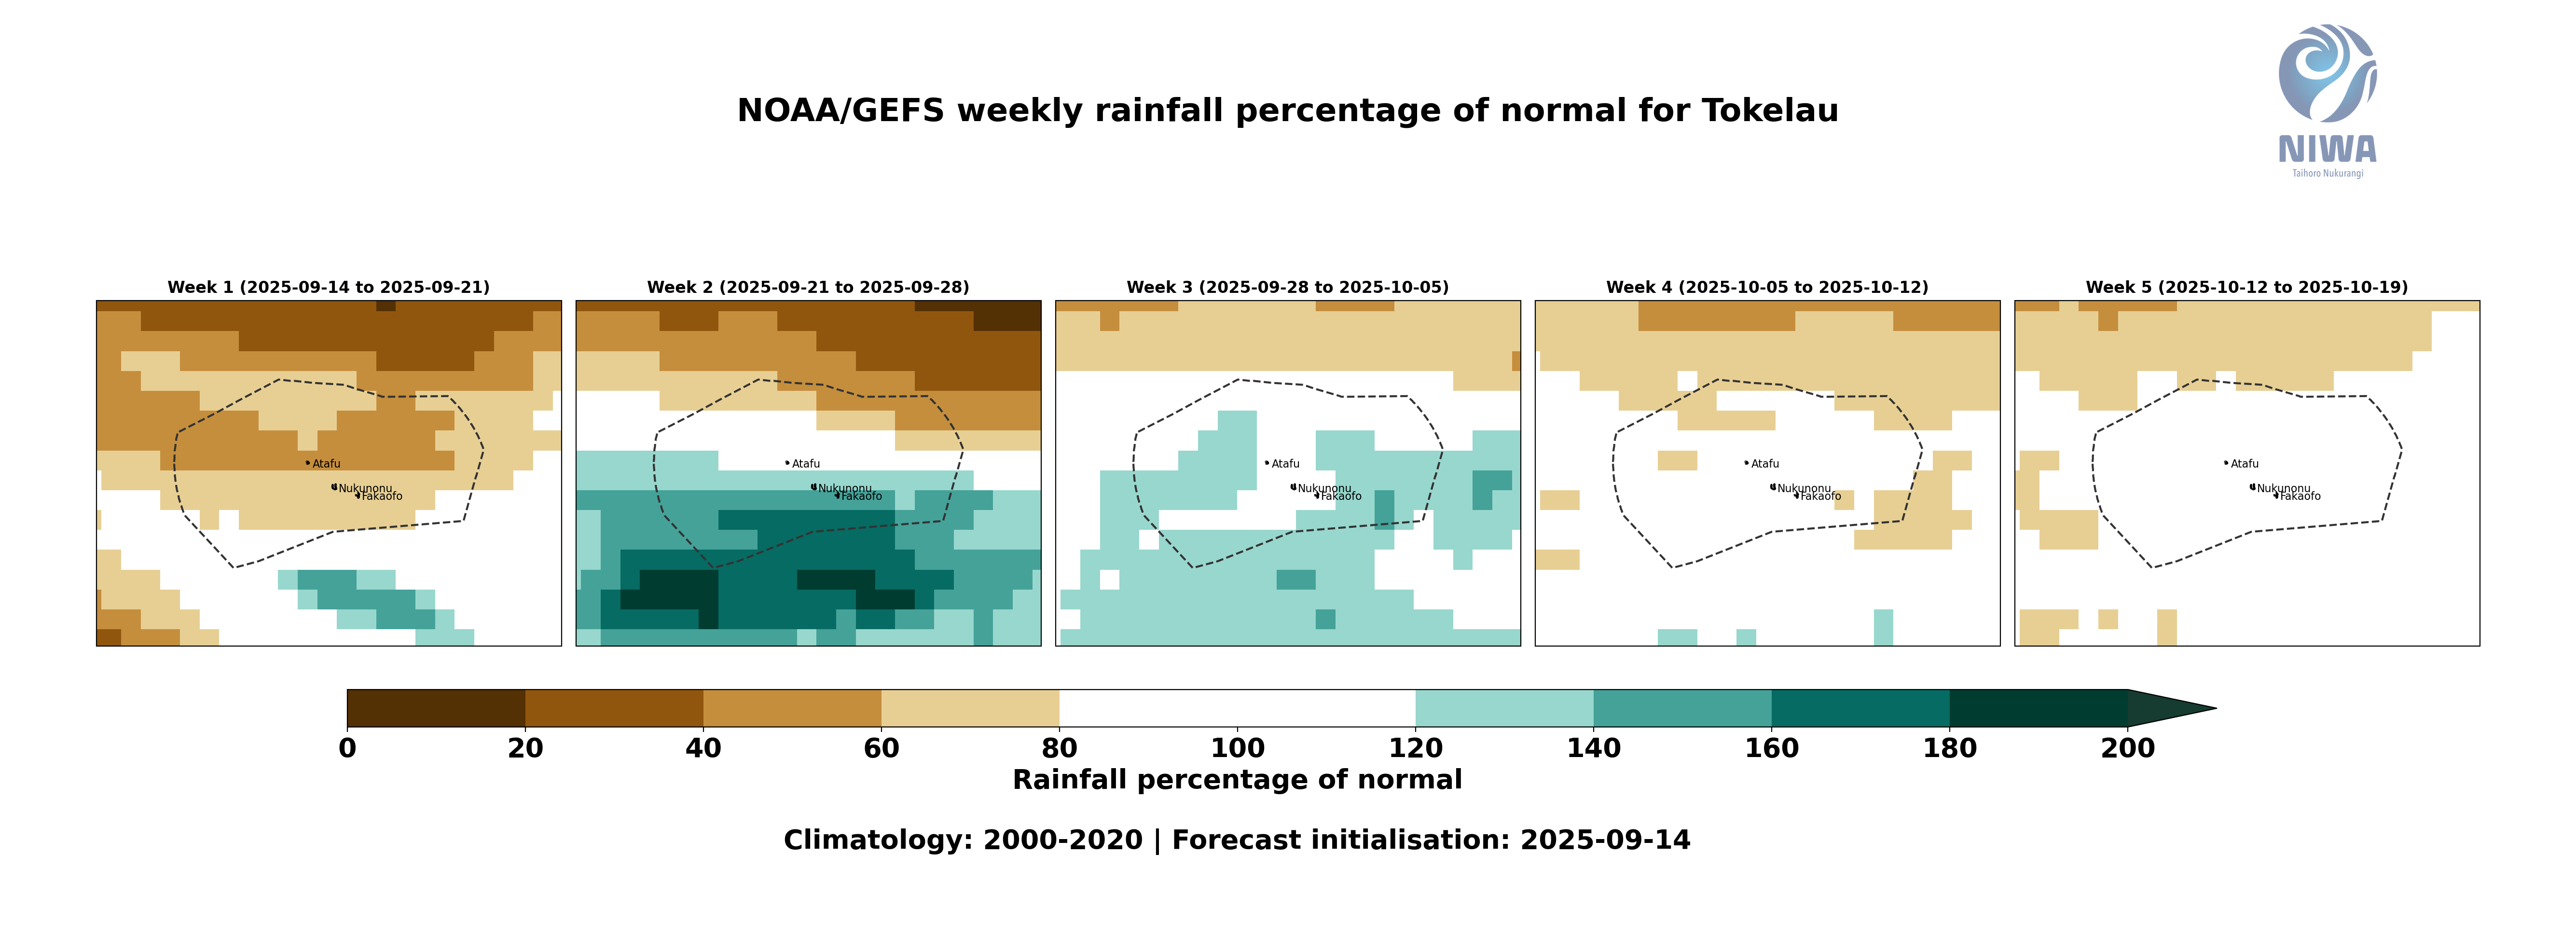 NOAA/GEFS weekly rainfall percentage of normal for Tokelau
NIWA
Taihoro Nukurangi
Week 1 (2025-09-14 to 2025-09-21)
Week 2 (2025-09-21 to 2025-09-28)
Week 3 (2025-09-28 to 2025-10-05)
Week 4 (2025-10-05 to 2025-10-12)
Week 5 (2025-10-12 to 2025-10-19)
Atafu
Nukunonu
Fakaofo
Atafu
Nukunonu
Fakaofo
Atafu
Nukunonu
Fakaofo
Atafu
Nukunonu
Fakaofo
Atafu
Nukunonu
Fakaofo
0 20 40 60 80 100 120 140 160 180 200
Rainfall percentage of normal
Climatology: 2000-2020 | Forecast initialisation: 2025-09-14